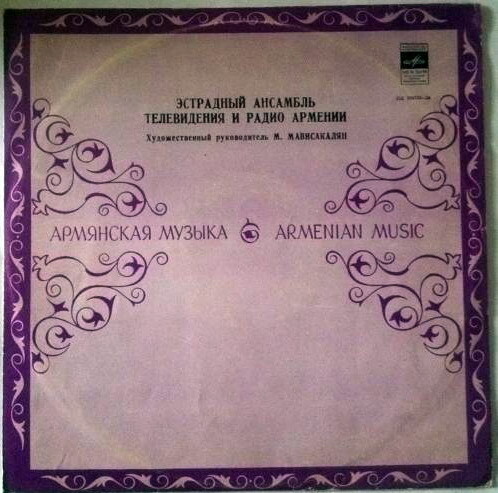 ЭСТРАДНЫЙ АНСАМБЛЬ
ТЕЛЕВИДЕНИЯ И РАДИО АРМЕНИИ
Художественный руководитель М. МАВИСАКАЛЯН
АРМЯНСКАЯ МУЗЫКА ARMENIAN MUSIC